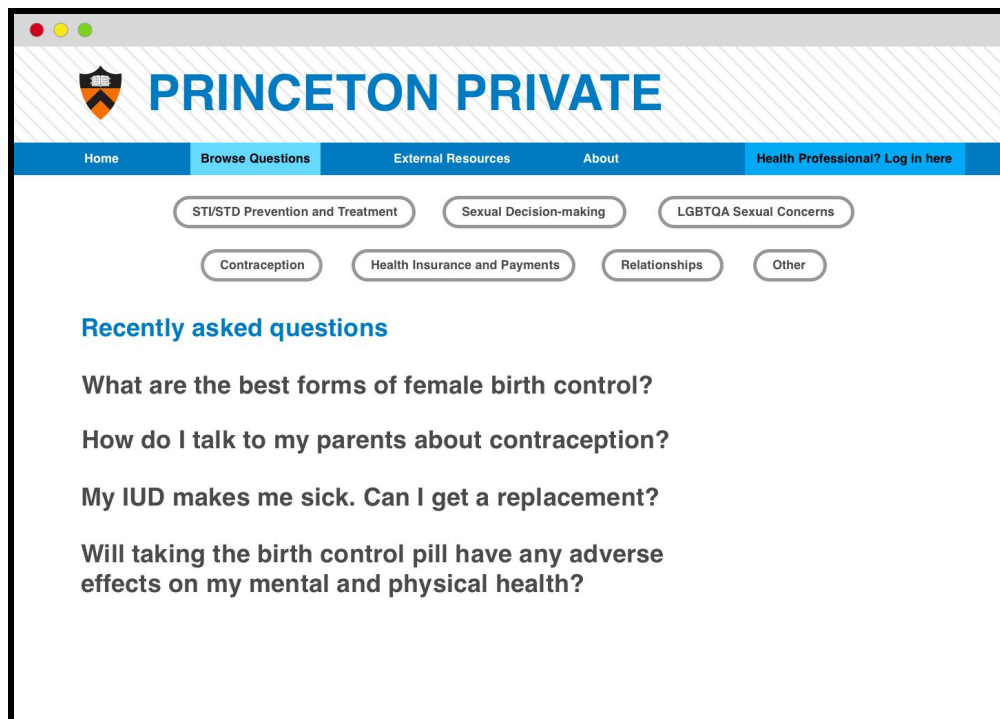 PRINCETON PRIVATE
Home Browse Questions External Resources About Health Professional? Log in here
STI/STD Prevention and Treatment Sexual Decision-making LGBTQA Sexual Concerns
Contraception Health Insurance and Payments Relationships Other
Recently asked questions
What are the best forms of female birth control?
How do I talk to my parents about contraception?
My IUD makes me sick. Can I get a replacement?
Will taking the birth control pill have any adverse
effects on my mental and physical health?